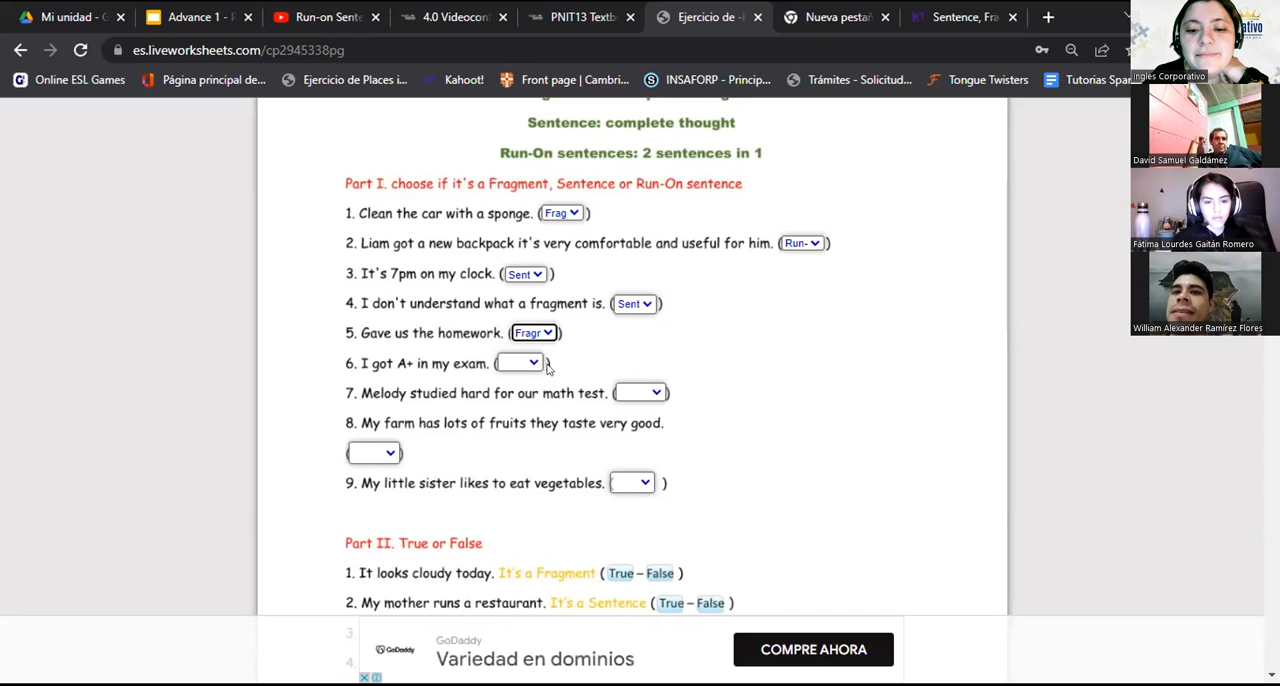 Mi unidad - G
Advance 1 - F
Run-on Sente
4.0 Videocon
PNIT13 Textb
Ejercicio de -F
Nueva pestañ
Sentence, Fra
es.liveworksheets.com/cp2945338pg
Online ESL Games
Página principal de...
Ejercicio de Places i...
Kahoot!
Front page | Cambri...
INSAFORP - Princip...
Trámites - Solicitud...
Tongue Twisters
Tutorias Spar
Sentence: complete thought
Run-On sentences: 2 sentences in 1
Part I. choose if it's a Fragment, Sentence or Run-On sentence
1. Clean the car with a sponge. (Frag)
2. Liam got a new backpack it's very comfortable and useful for him. (Run-)
3. It's 7pm on my clock. (Sent)
4. I don't understand what a fragment is. (Sent)
5. Gave us the homework. (Fragr)
6. I got A+ in my exam. ( )
7. Melody studied hard for our math test. ( )
8. My farm has lots of fruits they taste very good.
( )
9. My little sister likes to eat vegetables. ( )
Part II. True or False
1. It looks cloudy today. It's a Fragment ( True – False )
2. My mother runs a restaurant. It's a Sentence ( True – False )
3.
4.
GoDaddy
GoDaddy
Variedad en dominios
COMPRE AHORA
Inglés Corporativo
David Samuel Galdámez
Fátima Lourdes Gaitán Romero
William Alexander Ramírez Flores